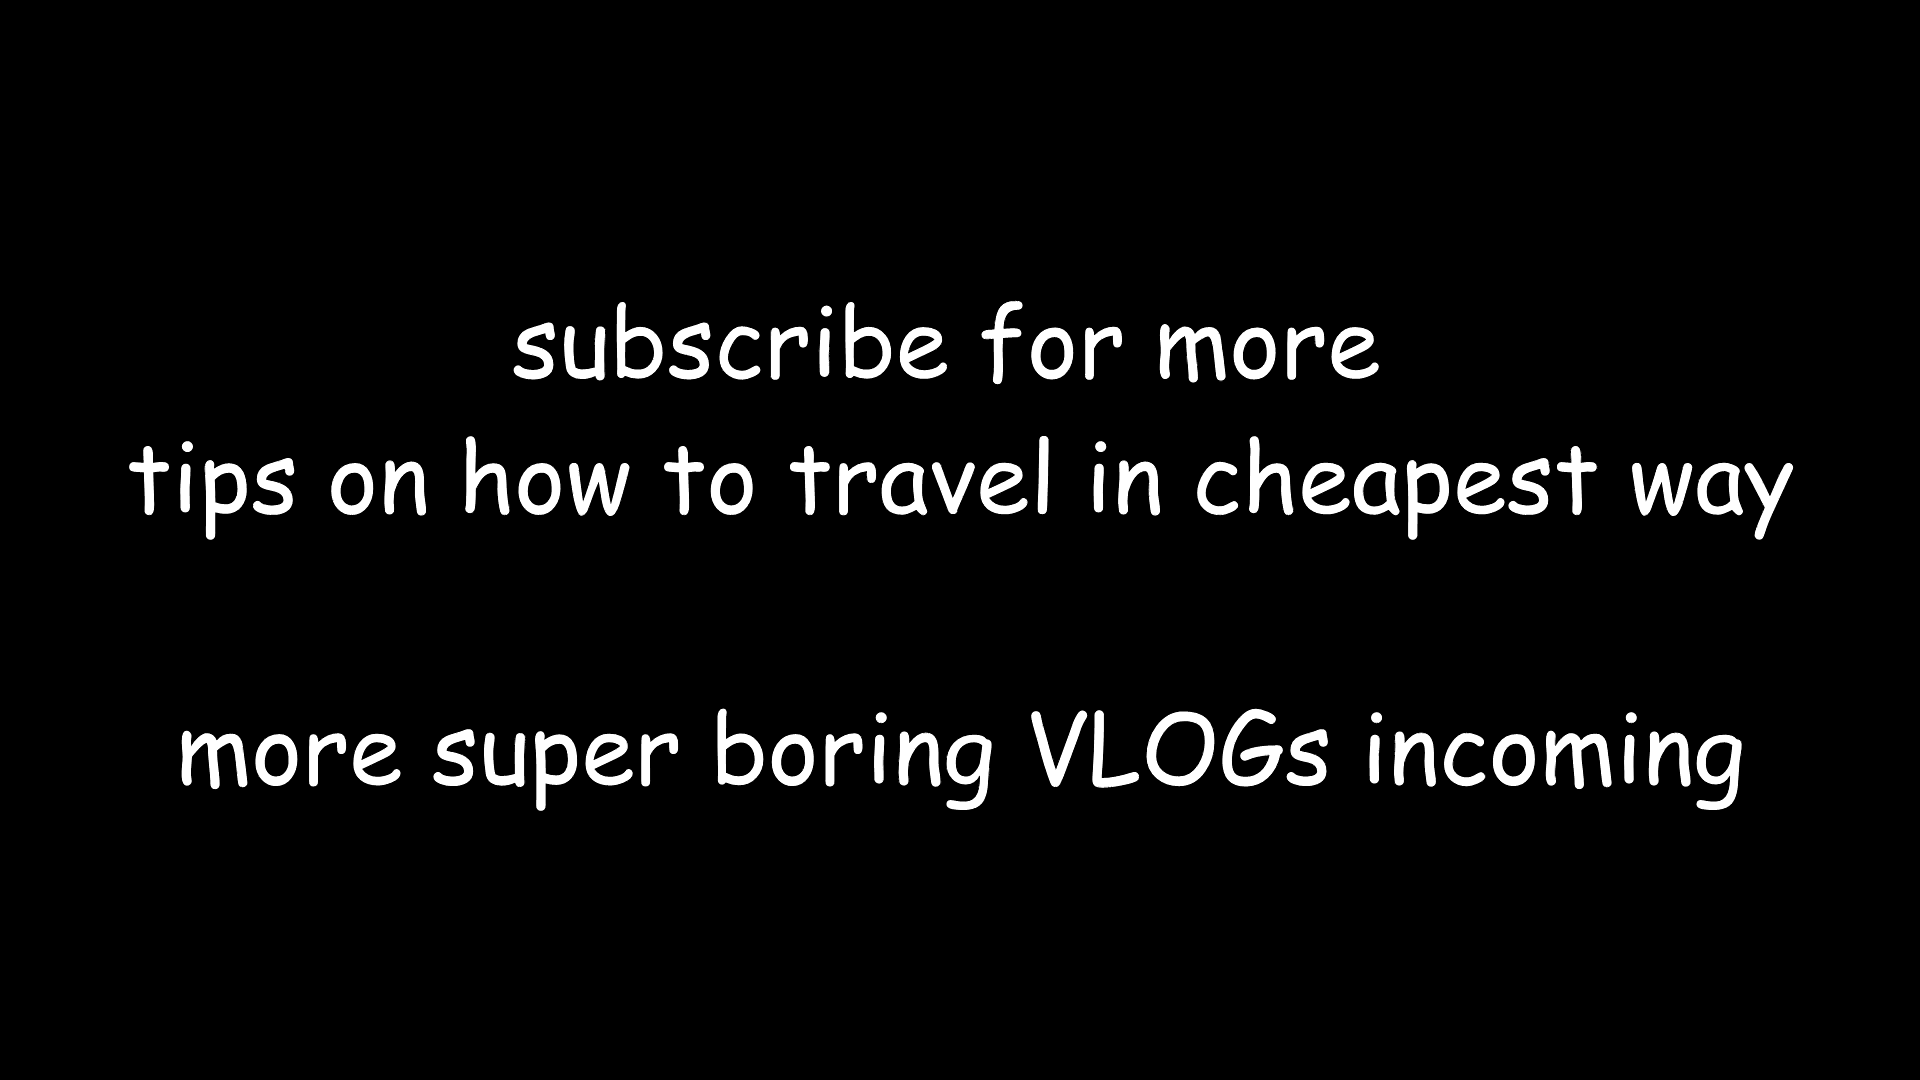 subscribe for more
tips on how to travel in cheapest way
more super boring VLOGs incoming